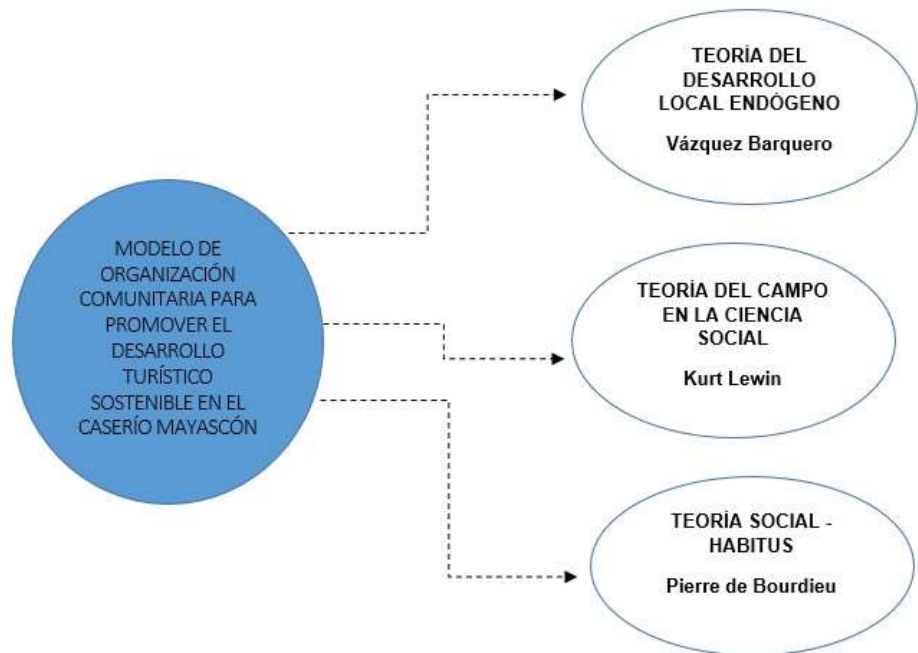 MODELO DE
ORGANIZACIÓN
COMUNITARIA PARA
PROMOVER EL
DESARROLLO
TURÍSTICO
SOSTENIBLE EN EL
CASERÍO MAYASCÓN
TEORÍA DEL
DESARROLLO
LOCAL ENDÓGENO
Vázquez Barquero
TEORÍA DEL CAMPO
EN LA CIENCIA
SOCIAL
Kurt Lewin
TEORÍA SOCIAL -
HABITUS
Pierre de Bourdieu